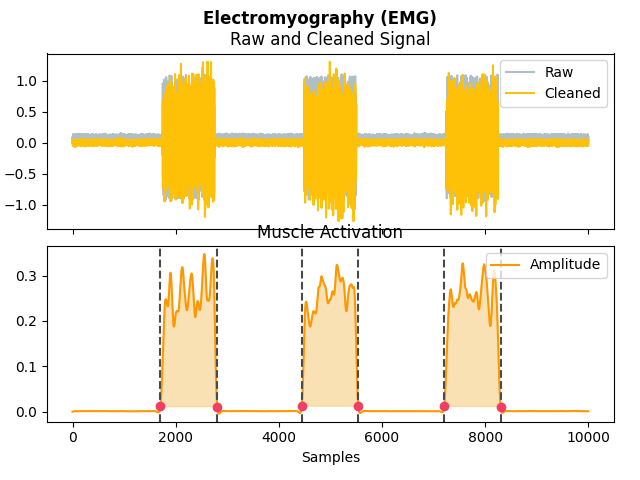 Electromyography (EMG)
Raw and Cleaned Signal
Raw
Cleaned
1.0
0.5
0.0
−0.5
−1.0
Muscle Activation
Amplitude
0.3
0.2
0.1
0.0
0 2000 4000 6000 8000 10000
Samples